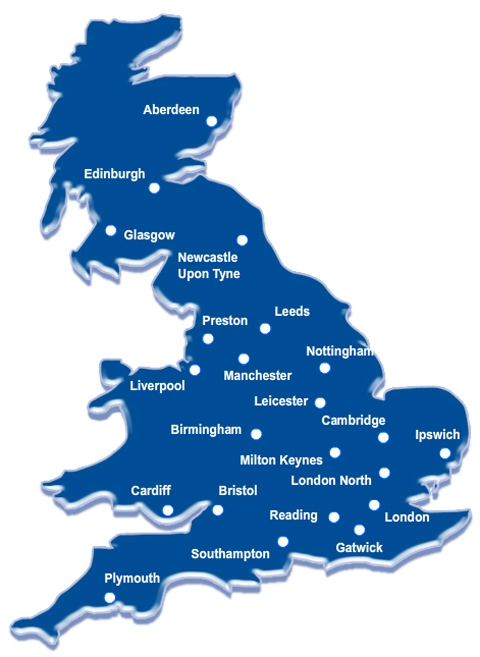 Aberdeen
Edinburgh
Glasgow
Newcastle
Upon Tyne
Leeds
Preston
Nottingham
Manchester
Liverpool
Leicester
Cambridge
Birmingham
Ipswich
Milton Keynes
London North
Cardiff
Bristol
Reading
London
Gatwick
Southampton
Plymouth